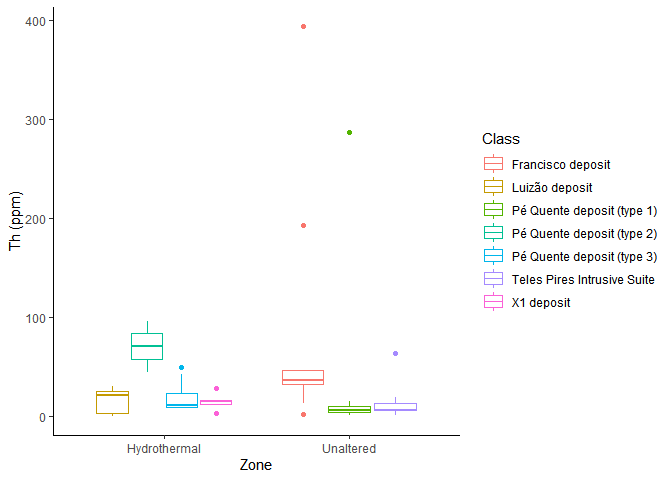 400
300
200
100
0
Th (ppm)
Hydrothermal
Unaltered
Zone
Class
Francisco deposit
Luizão deposit
Pé Quente deposit (type 1)
Pé Quente deposit (type 2)
Pé Quente deposit (type 3)
Teles Pires Intrusive Suite
X1 deposit